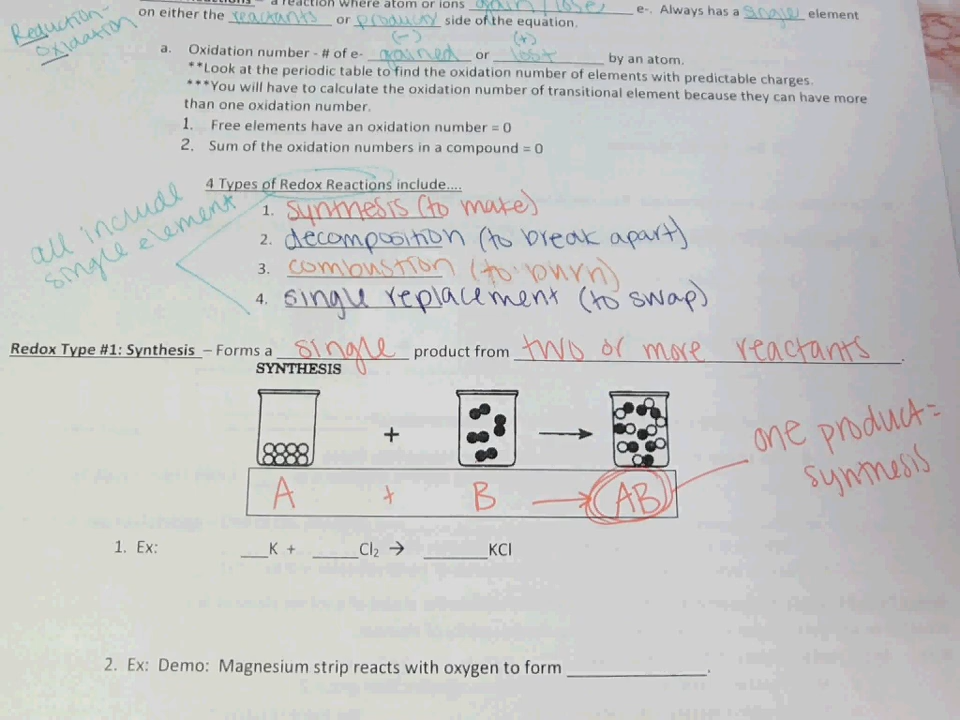 a reaction where atom or ions gain / lose e-. Always has a single element
Reduction-
oxidation
on either the reactants or product side of the equation.
(-) (+)
a. Oxidation number - # of e- gained or lost by an atom.
**Look at the periodic table to find the oxidation number of elements with predictable charges.
***You will have to calculate the oxidation number of transitional element because they can have more
than one oxidation number.
1. Free elements have an oxidation number = 0
2. Sum of the oxidation numbers in a compound = 0
4 Types of Redox Reactions include....
all include
single element
1. synthesis (to make)
2. decomposition (to break apart)
3. combustion (to burn)
4. single replacement (to swap)
Redox Type #1: Synthesis – Forms a single product from two or more reactants.
SYNTHESIS
+ →
one product =
synthesis
A + B → AB
1. Ex: ___K + _____Cl₂ → _______KCl
2. Ex: Demo: Magnesium strip reacts with oxygen to form _______________.